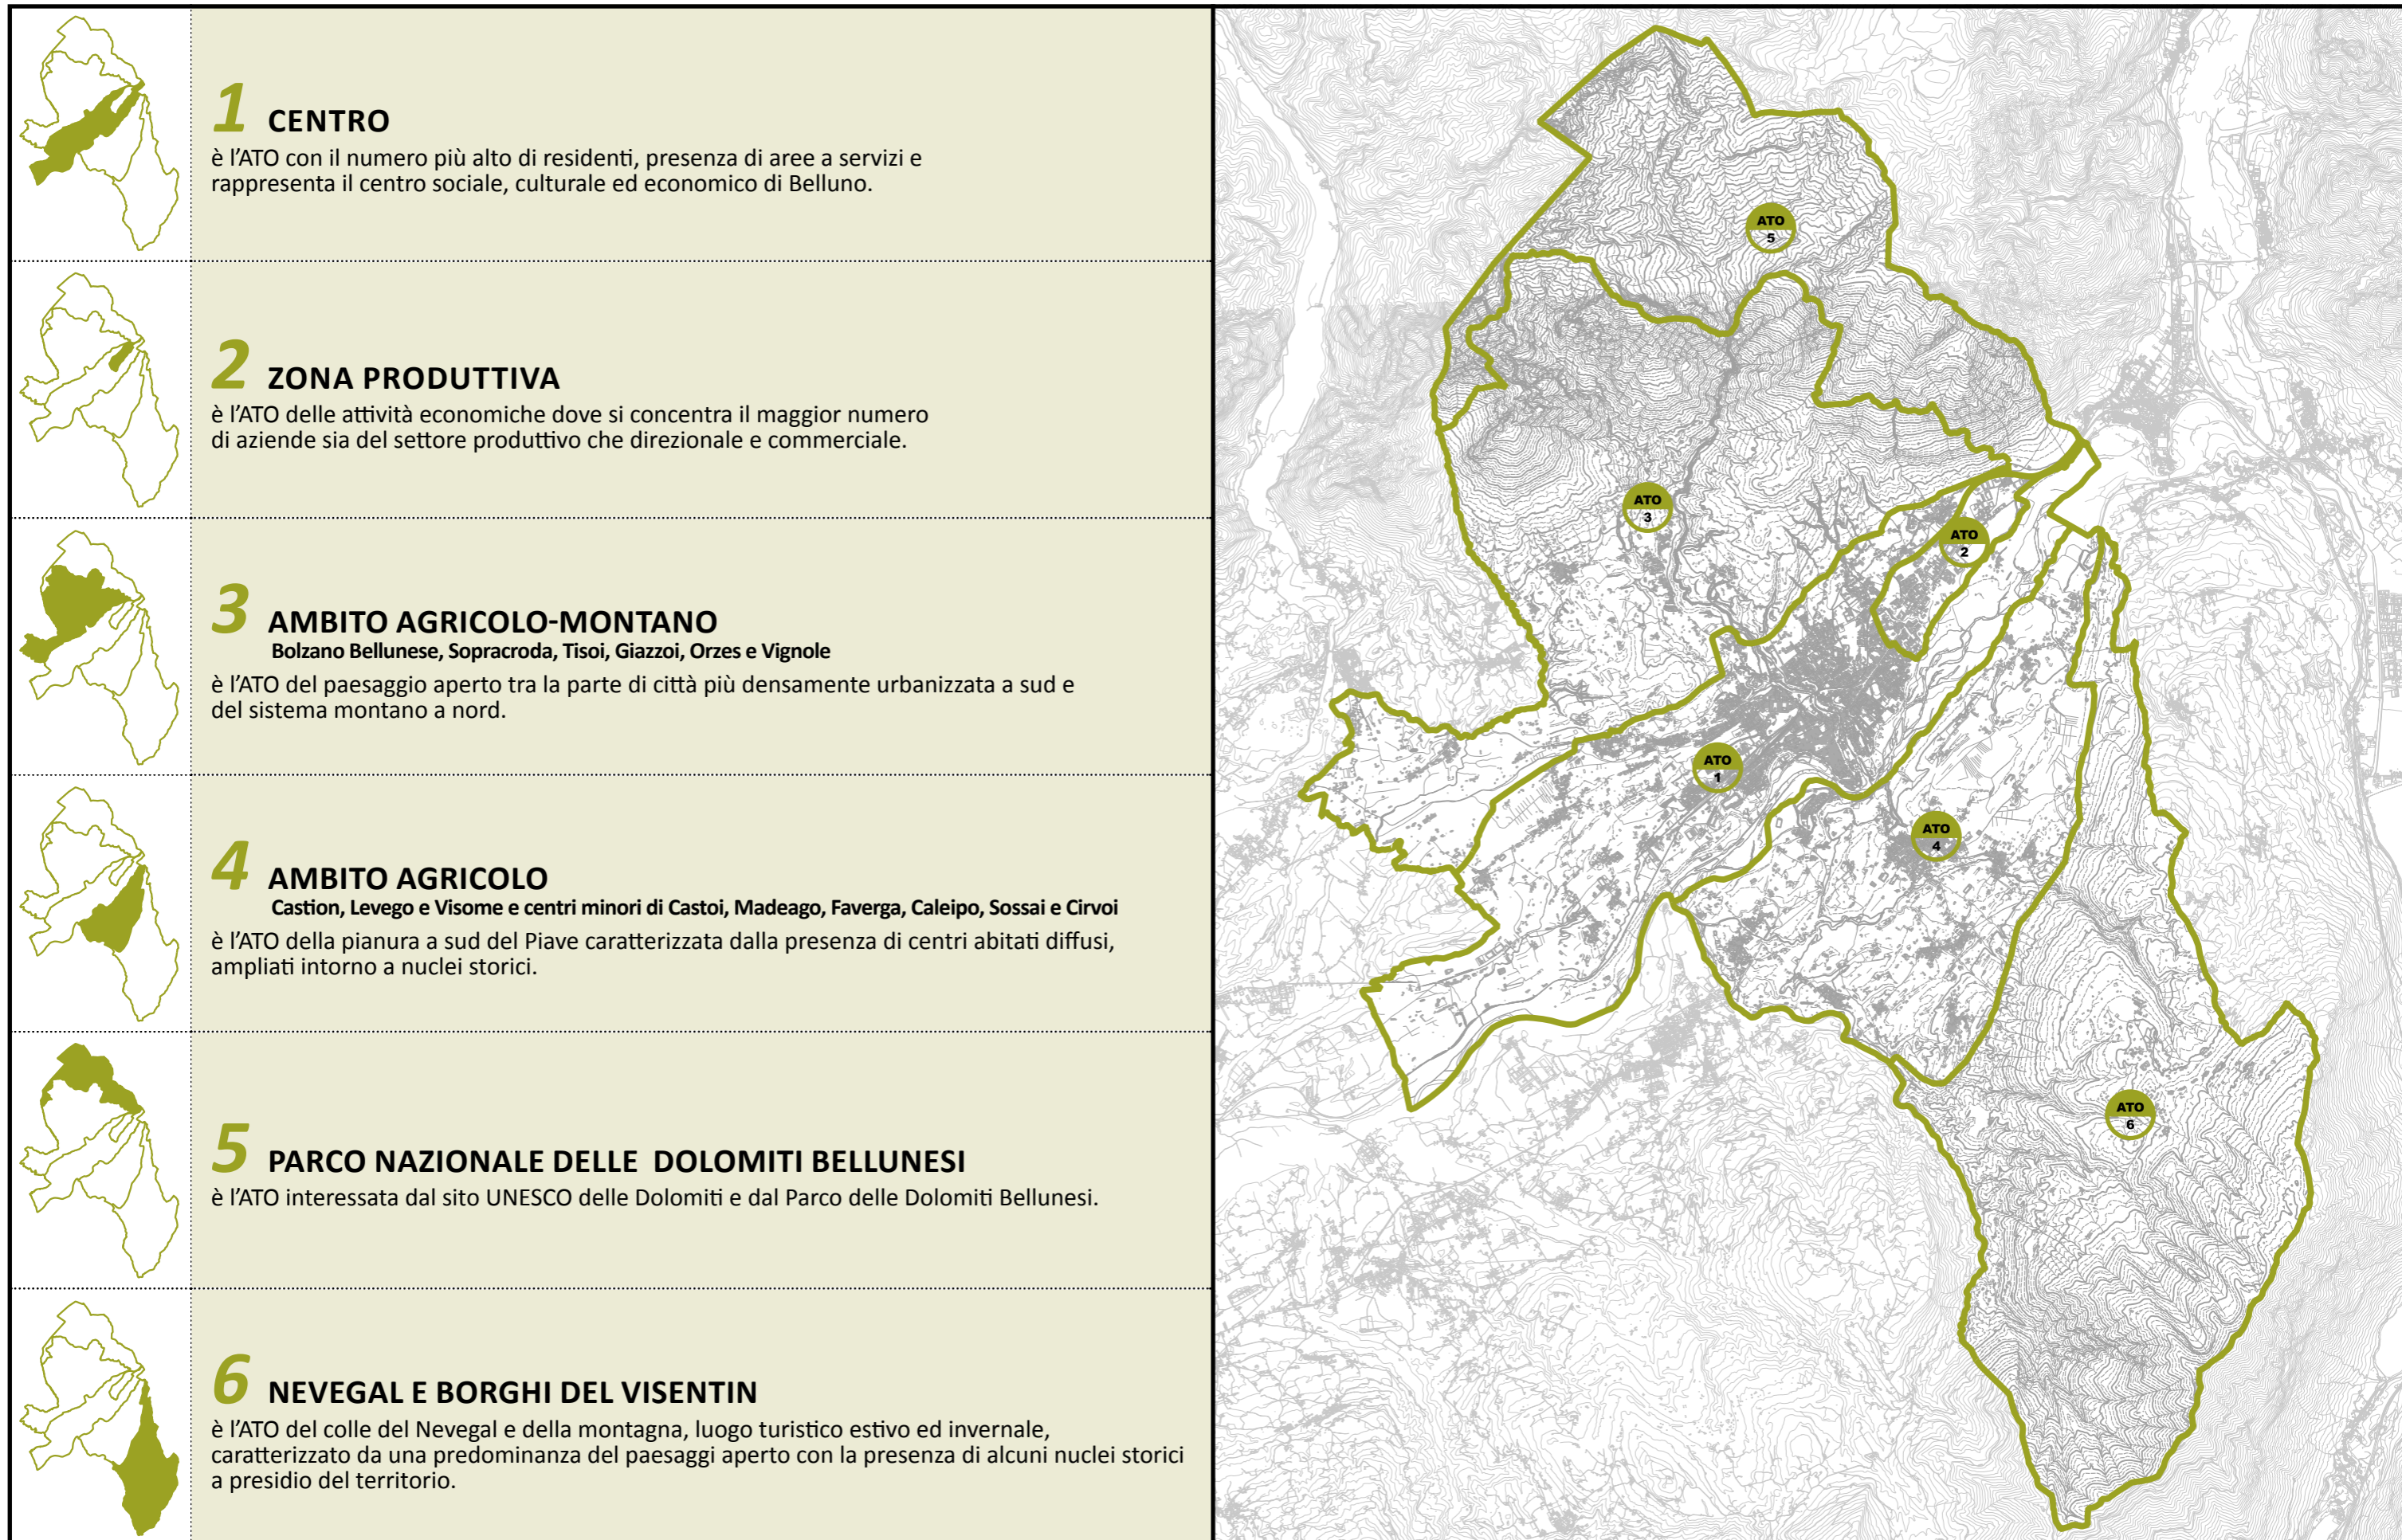 1 CENTRO
è l'ATO con il numero più alto di residenti, presenza di aree a servizi e
rappresenta il centro sociale, culturale ed economico di Belluno.
2 ZONA PRODUTTIVA
è l'ATO delle attività economiche dove si concentra il maggior numero
di aziende sia del settore produttivo che direzionale e commerciale.
3 AMBITO AGRICOLO-MONTANO
Bolzano Bellunese, Sopracroda, Tisoi, Giazzoi, Orzes e Vignole
è l'ATO del paesaggio aperto tra la parte di città più densamente urbanizzata a sud e
del sistema montano a nord.
4 AMBITO AGRICOLO
Castion, Levego e Visome e centri minori di Castoi, Madeago, Faverga, Caleipo, Sossai e Cirvoi
è l'ATO della pianura a sud del Piave caratterizzata dalla presenza di centri abitati diffusi,
ampliati intorno a nuclei storici.
5 PARCO NAZIONALE DELLE DOLOMITI BELLUNESI
è l'ATO interessata dal sito UNESCO delle Dolomiti e dal Parco delle Dolomiti Bellunesi.
6 NEVEGAL E BORGHI DEL VISENTIN
è l'ATO del colle del Nevegal e della montagna, luogo turistico estivo ed invernale,
caratterizzato da una predominanza del paesaggi aperto con la presenza di alcuni nuclei storici
a presidio del territorio.
ATO
5
ATO
3
ATO
2
ATO
1
ATO
4
ATO
6